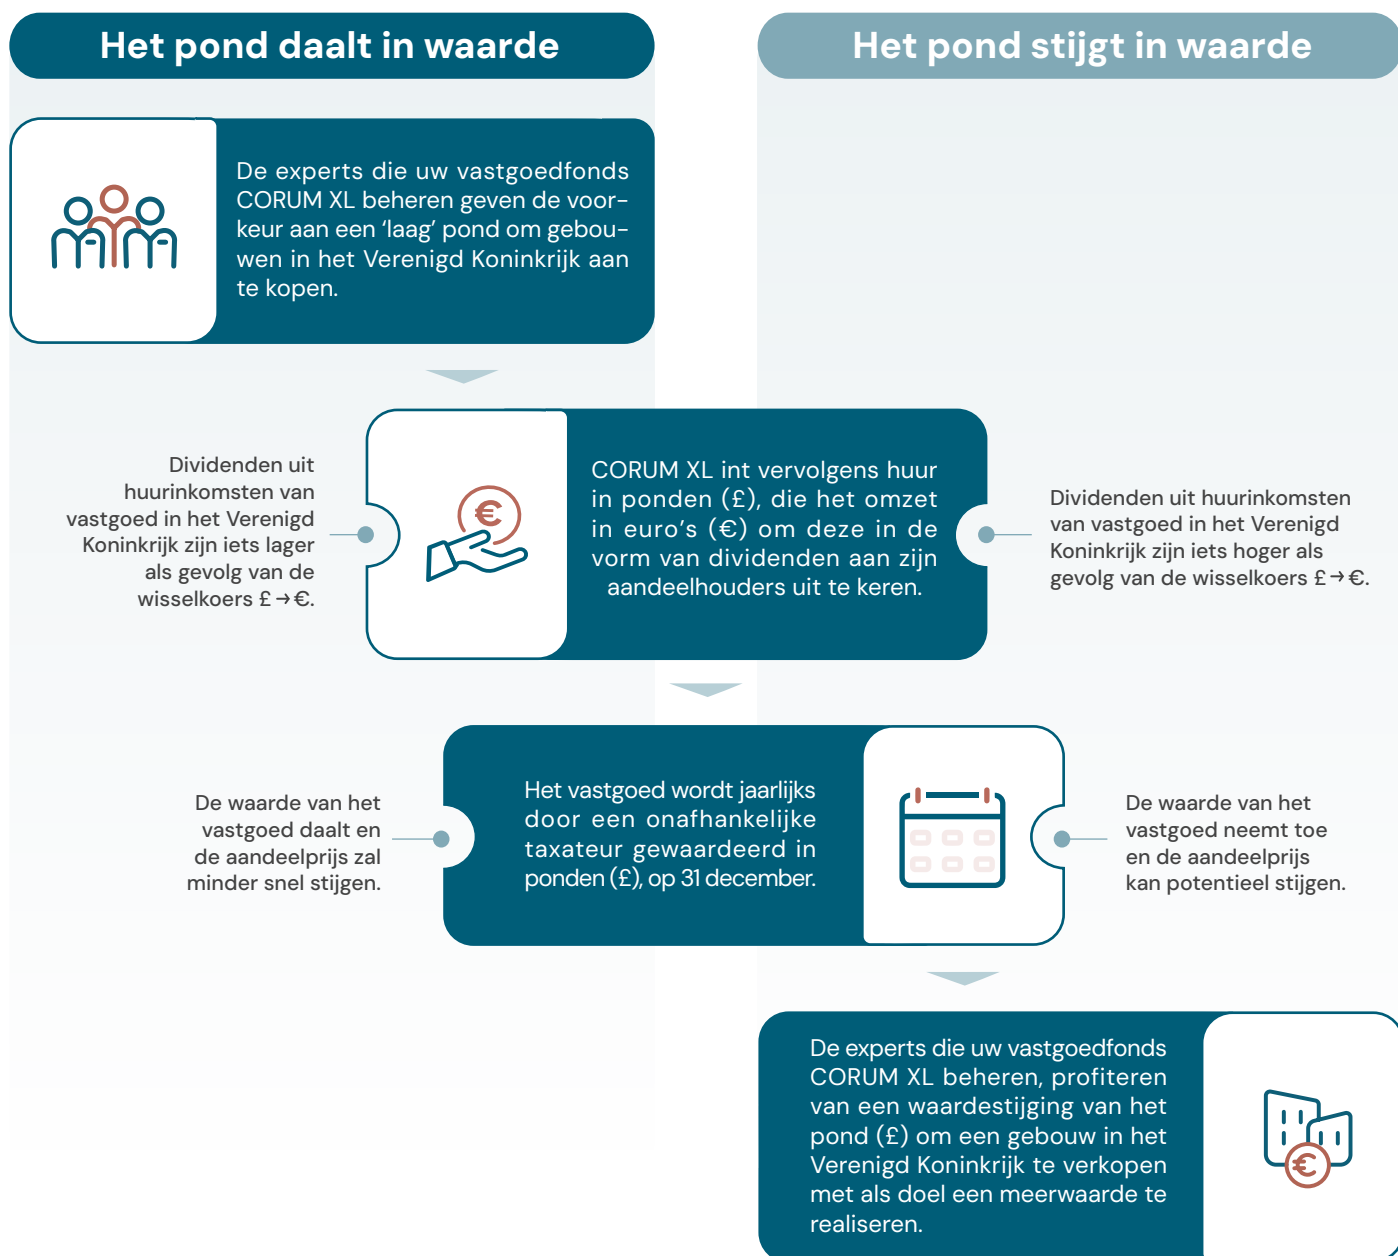 Het pond daalt in waarde
Het pond stijgt in waarde
De experts die uw vastgoedfonds
CORUM XL beheren geven de voor-
keur aan een ‘laag’ pond om gebou-
wen in het Verenigd Koninkrijk aan
te kopen.
Dividenden uit
huurinkomsten van
vastgoed in het Verenigd
Koninkrijk zijn iets lager
als gevolg van de
wisselkoers £→€.
€
CORUM XL int vervolgens huur
in ponden (£), die het omzet
in euro’s (€) om deze in de
vorm van dividenden aan zijn
aandeelhouders uit te keren.
Dividenden uit huurinkomsten
van vastgoed in het Verenigd
Koninkrijk zijn iets hoger als
gevolg van de wisselkoers £→€.
De waarde van het
vastgoed daalt en
de aandeelprijs zal
minder snel stijgen.
Het vastgoed wordt jaarlijks
door een onafhankelijke
taxateur gewaardeerd in
ponden (£), op 31 december.
De waarde van het
vastgoed neemt toe
en de aandeelprijs
kan potentieel stijgen.
De experts die uw vastgoedfonds
CORUM XL beheren, profiteren
van een waardestijging van het
pond (£) om een gebouw in het
Verenigd Koninkrijk te verkopen
met als doel een meerwaarde te
realiseren.
€